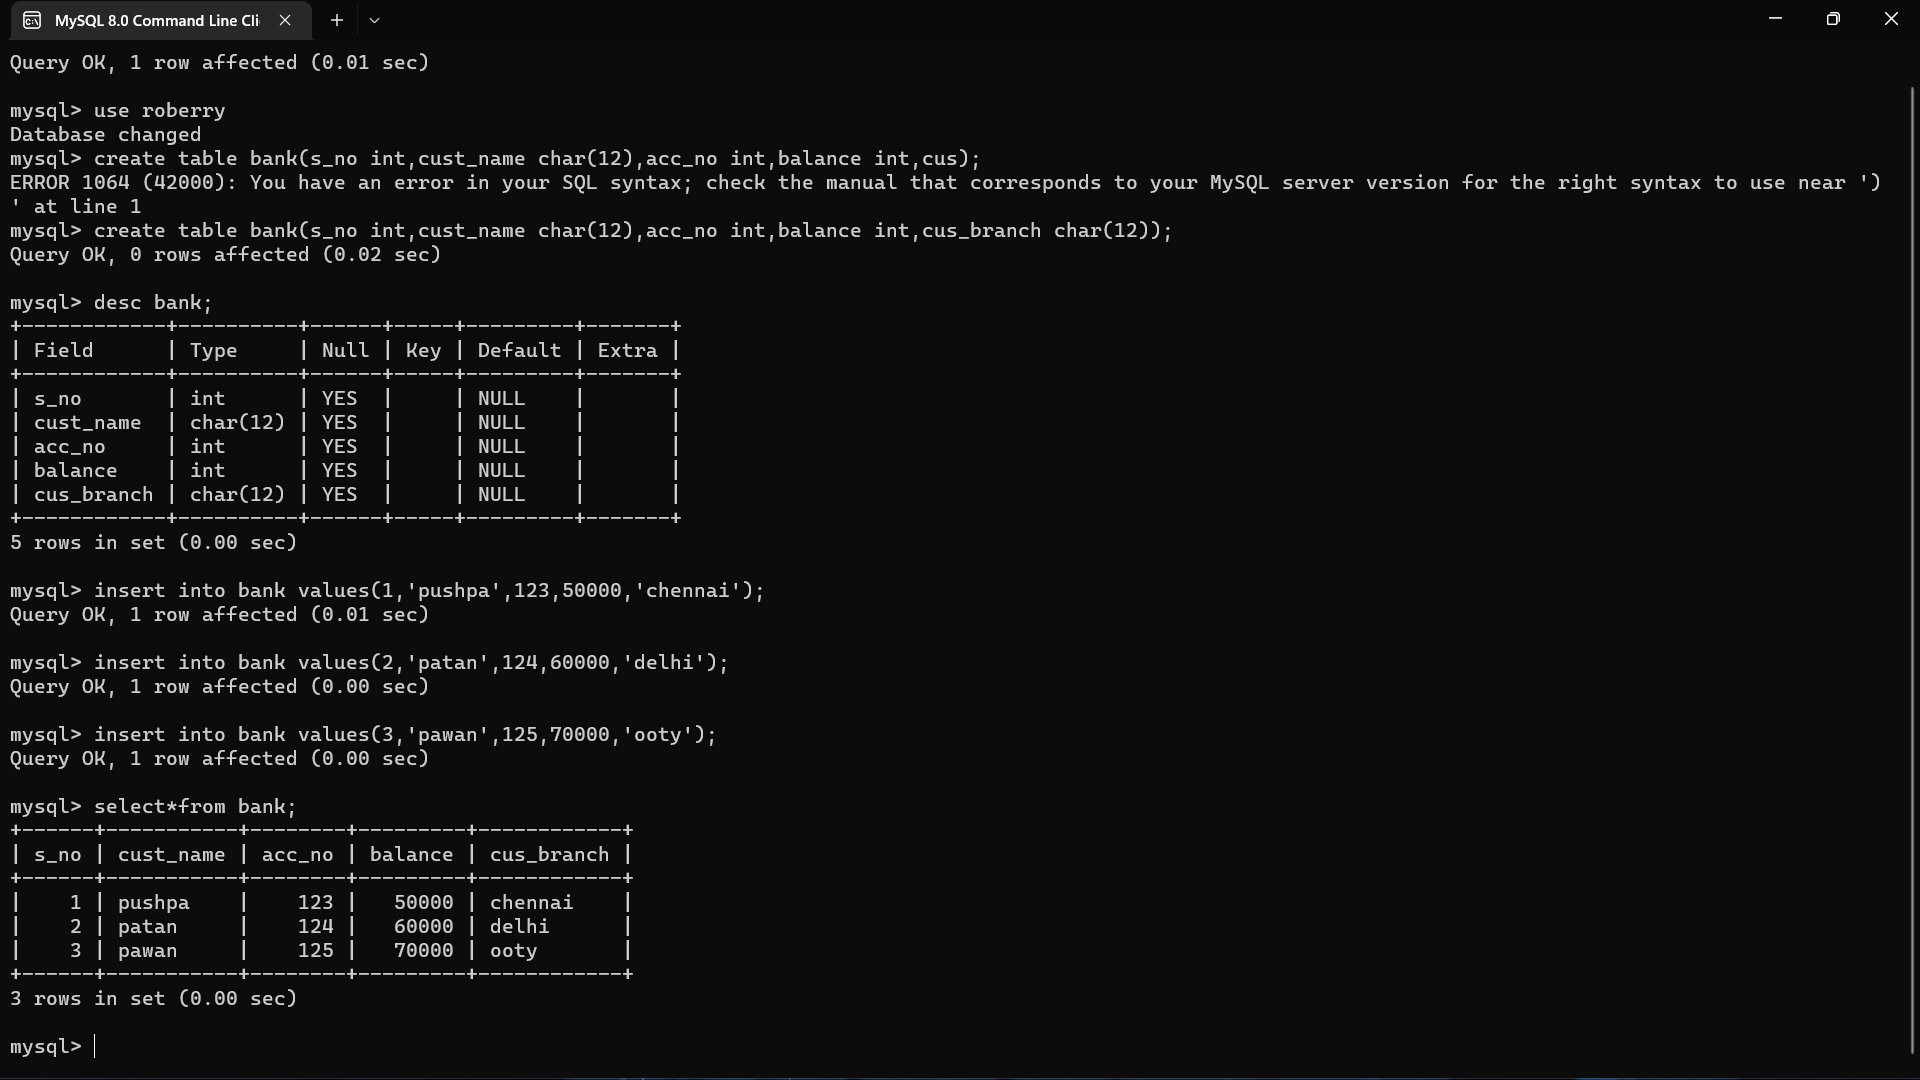 MySQL 8.0 Command Line Cli
Query OK, 1 row affected (0.01 sec)
mysql> use roberry
Database changed
mysql> create table bank(s_no int,cust_name char(12),acc_no int,balance int,cus);
ERROR 1064 (42000): You have an error in your SQL syntax; check the manual that corresponds to your MySQL server version for the right syntax to use near ')
' at line 1
mysql> create table bank(s_no int,cust_name char(12),acc_no int,balance int,cus_branch char(12));
Query OK, 0 rows affected (0.02 sec)
mysql> desc bank;
+------------+----------+------+-----+---------+-------+
| Field      | Type     | Null | Key | Default | Extra |
+------------+----------+------+-----+---------+-------+
| s_no       | int      | YES  |     | NULL    |       |
| cust_name  | char(12) | YES  |     | NULL    |       |
| acc_no     | int      | YES  |     | NULL    |       |
| balance    | int      | YES  |     | NULL    |       |
| cus_branch | char(12) | YES  |     | NULL    |       |
+------------+----------+------+-----+---------+-------+
5 rows in set (0.00 sec)
mysql> insert into bank values(1,'pushpa',123,50000,'chennai');
Query OK, 1 row affected (0.01 sec)
mysql> insert into bank values(2,'patan',124,60000,'delhi');
Query OK, 1 row affected (0.00 sec)
mysql> insert into bank values(3,'pawan',125,70000,'ooty');
Query OK, 1 row affected (0.00 sec)
mysql> select*from bank;
+------+-----------+--------+---------+------------+
| s_no | cust_name | acc_no | balance | cus_branch |
+------+-----------+--------+---------+------------+
|    1 | pushpa    |    123 |   50000 | chennai    |
|    2 | patan     |    124 |   60000 | delhi      |
|    3 | pawan     |    125 |   70000 | ooty       |
+------+-----------+--------+---------+------------+
3 rows in set (0.00 sec)
mysql>